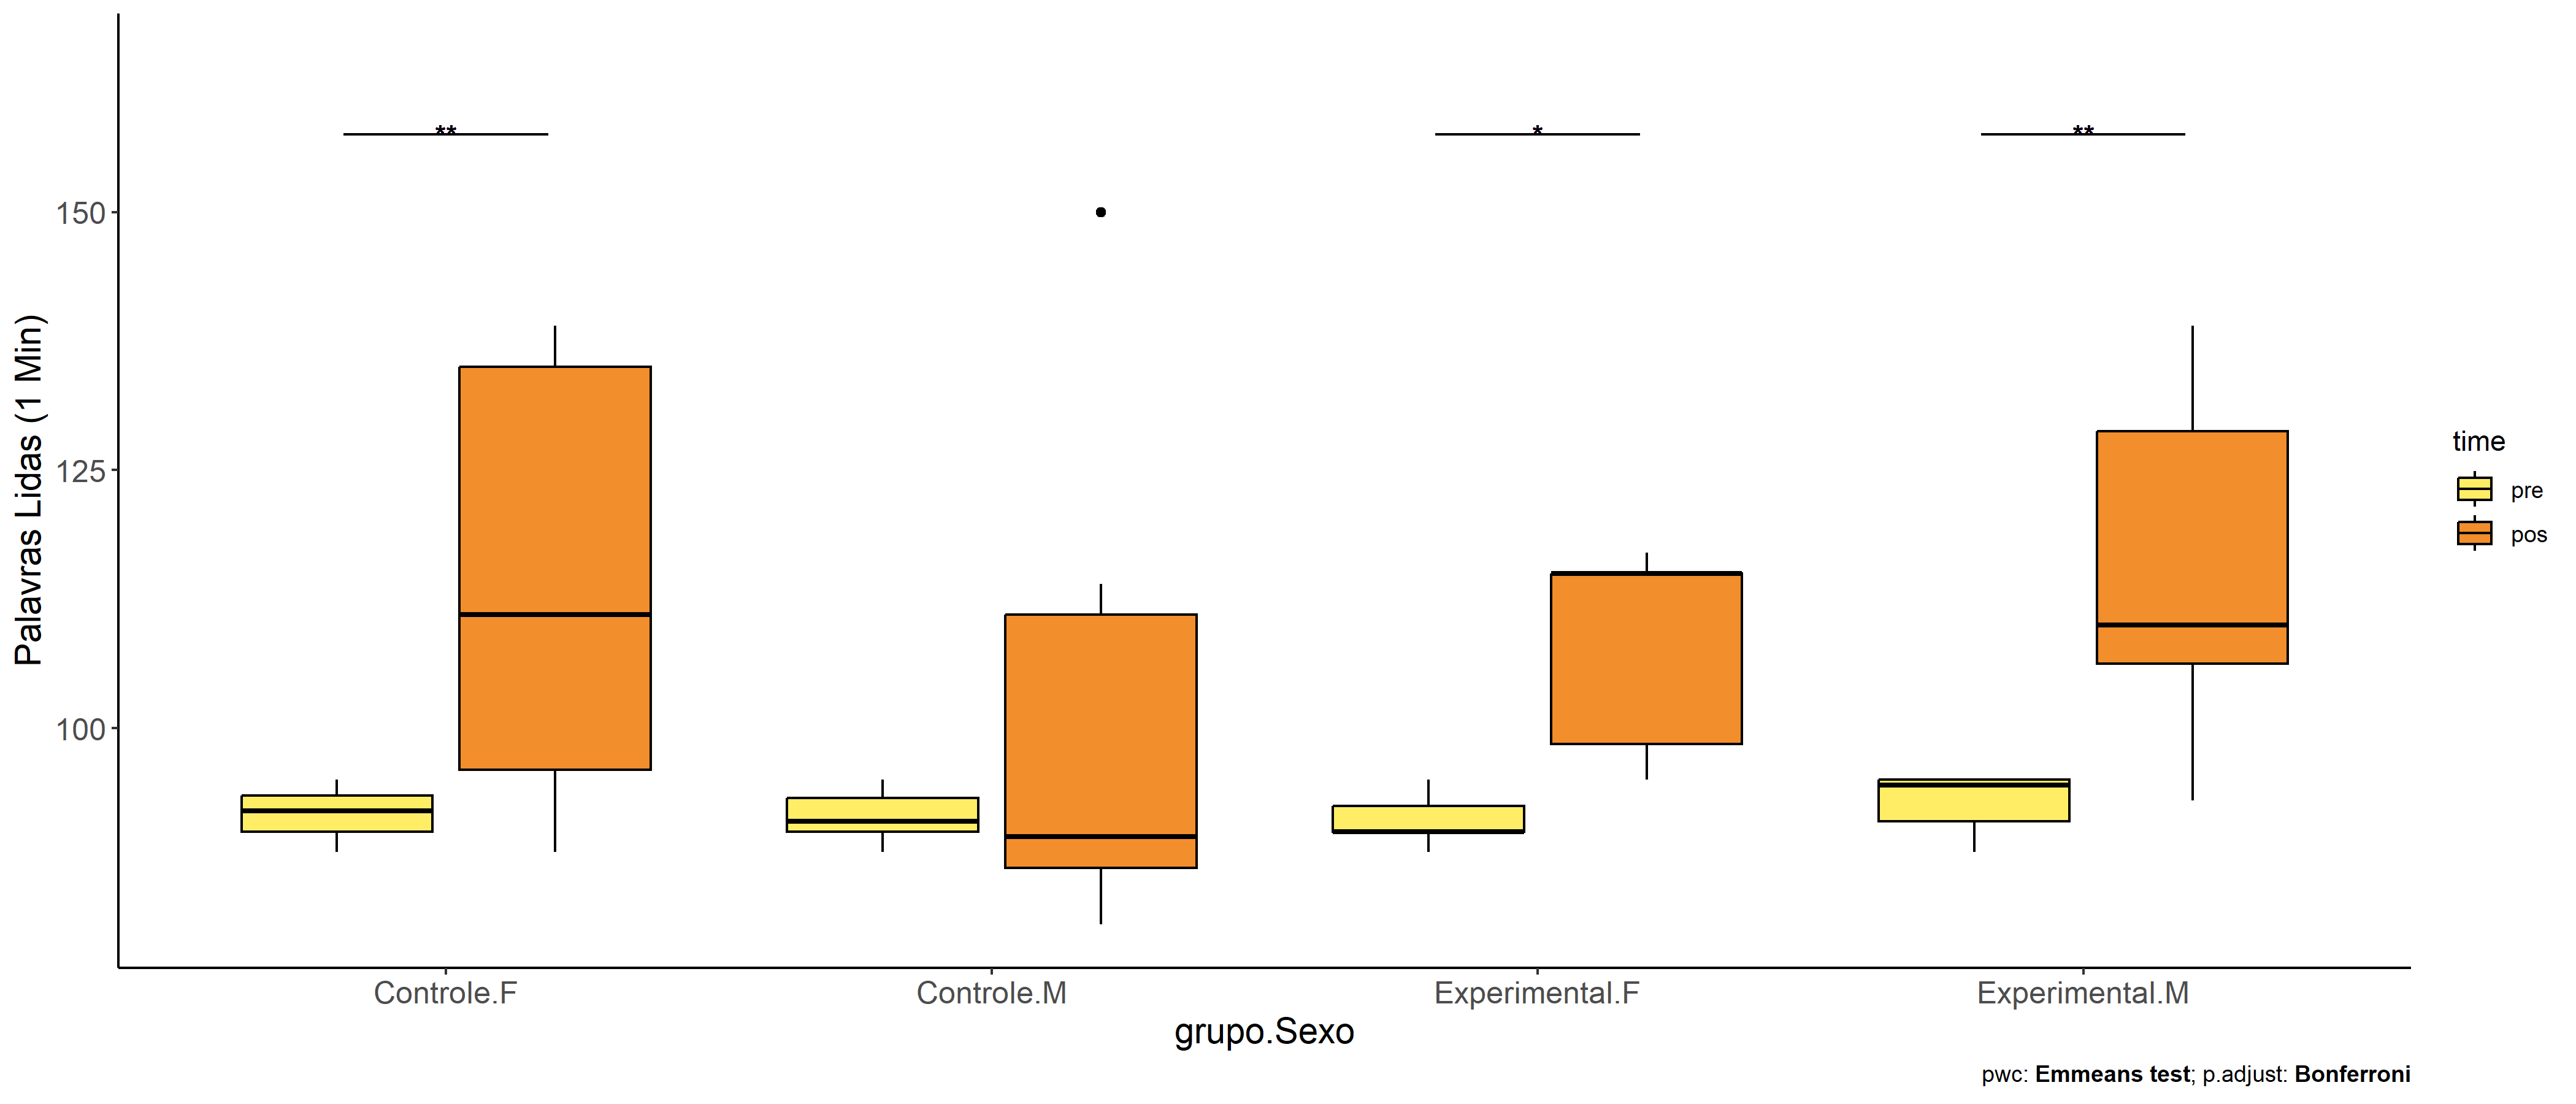 ** * **
150
125
100
Palavras Lidas (1 Min)
Controle.F Controle.M Experimental.F Experimental.M
grupo.Sexo
time
pre
pos
pwc: Emmeans test; p.adjust: Bonferroni